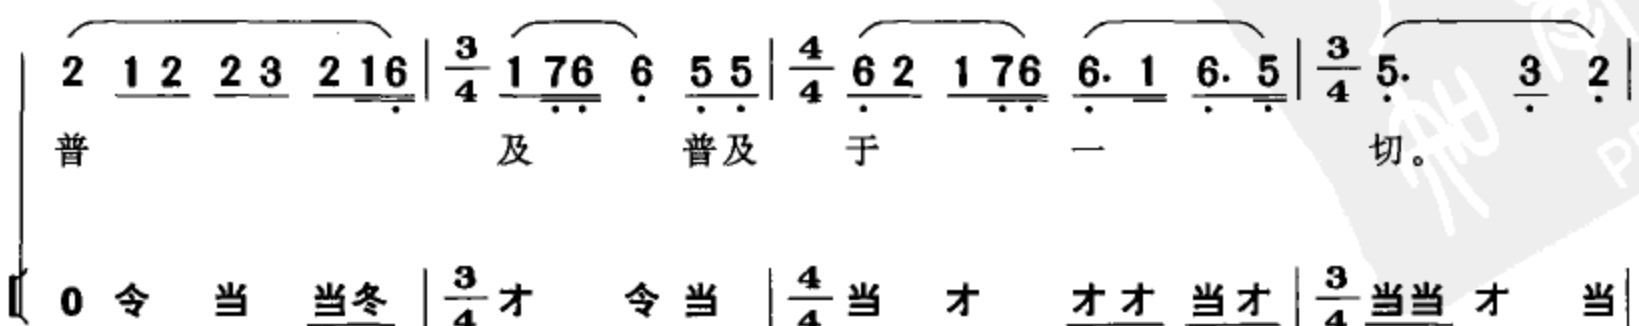 2 1 2 2 3 2 1 6 | 3/4 1 7 6 6 5 5 | 4/4 6 2 1 7 6 6. 1 6. 5 | 3/4 5. 3 2 |
普 及 普及 于 一 切。
0 令 当 当冬 | 3/4 才 令 当 | 4/4 当 才 才才 当才 | 3/4 当当 才 当 |